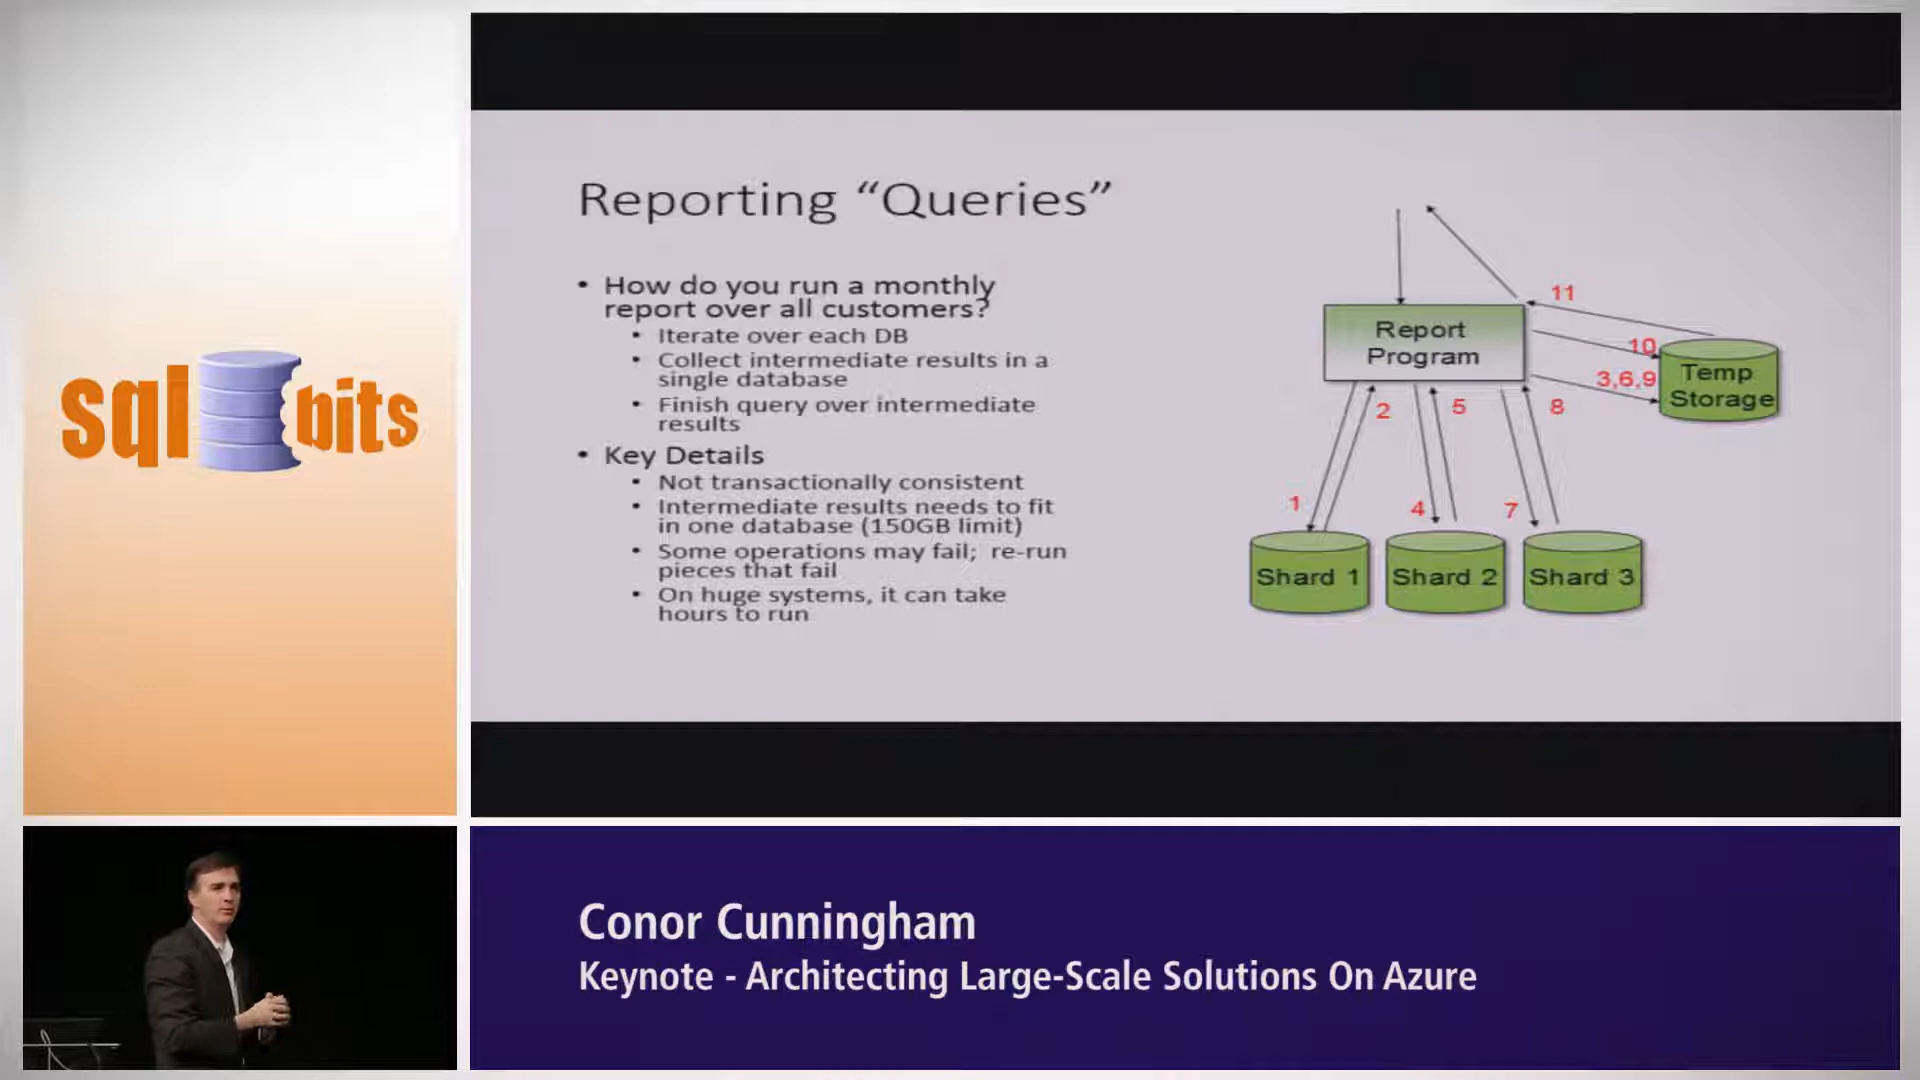 sql bits
Reporting “Queries”
• How do you run a monthly
report over all customers?
• Iterate over each DB
• Collect intermediate results in a
single database
• Finish query over intermediate
results
• Key Details
• Not transactionally consistent
• Intermediate results needs to fit
in one database (150GB limit)
• Some operations may fail; re-run
pieces that fail
• On huge systems, it can take
hours to run
11
Report
Program
10
3,6,9
Temp
Storage
2
5
8
1
4
7
Shard 1
Shard 2
Shard 3
Conor Cunningham
Keynote - Architecting Large-Scale Solutions On Azure